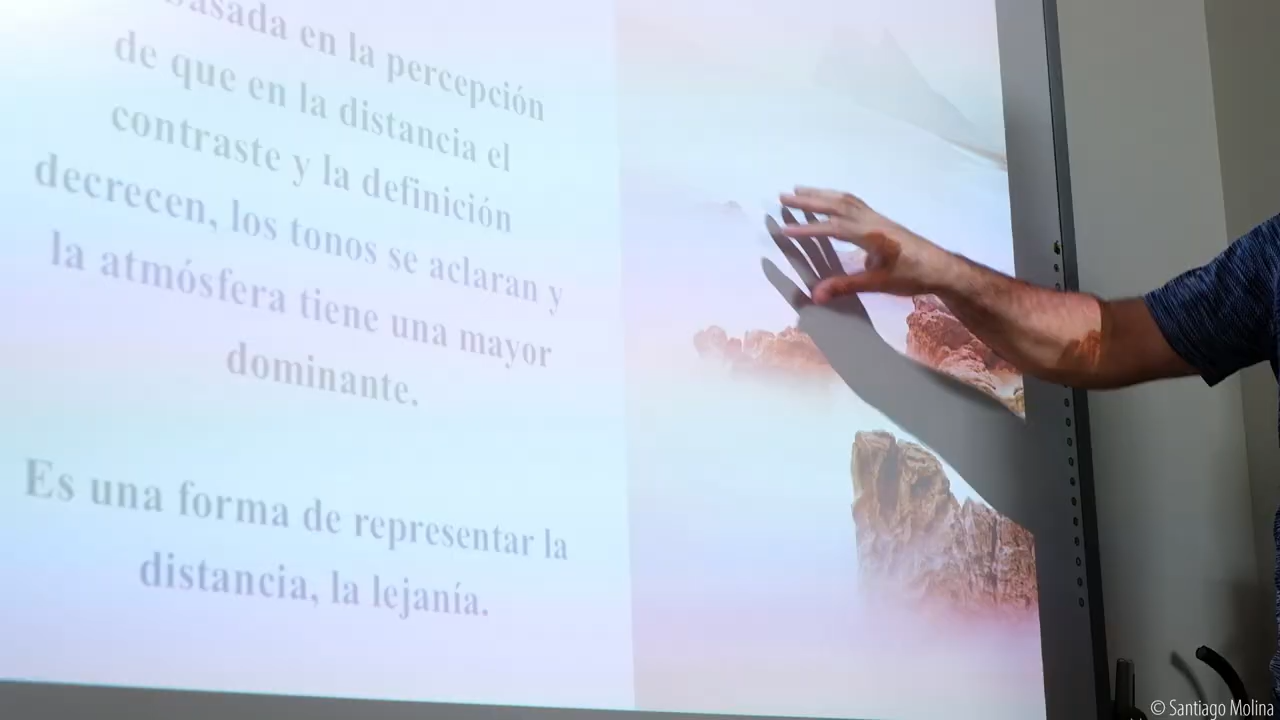 Basada en la percepción
de que en la distancia el
contraste y la definición
decrecen, los tonos se aclaran y
la atmósfera tiene una mayor
dominante.
Es una forma de representar la
distancia, la lejanía.
© Santiago Molina